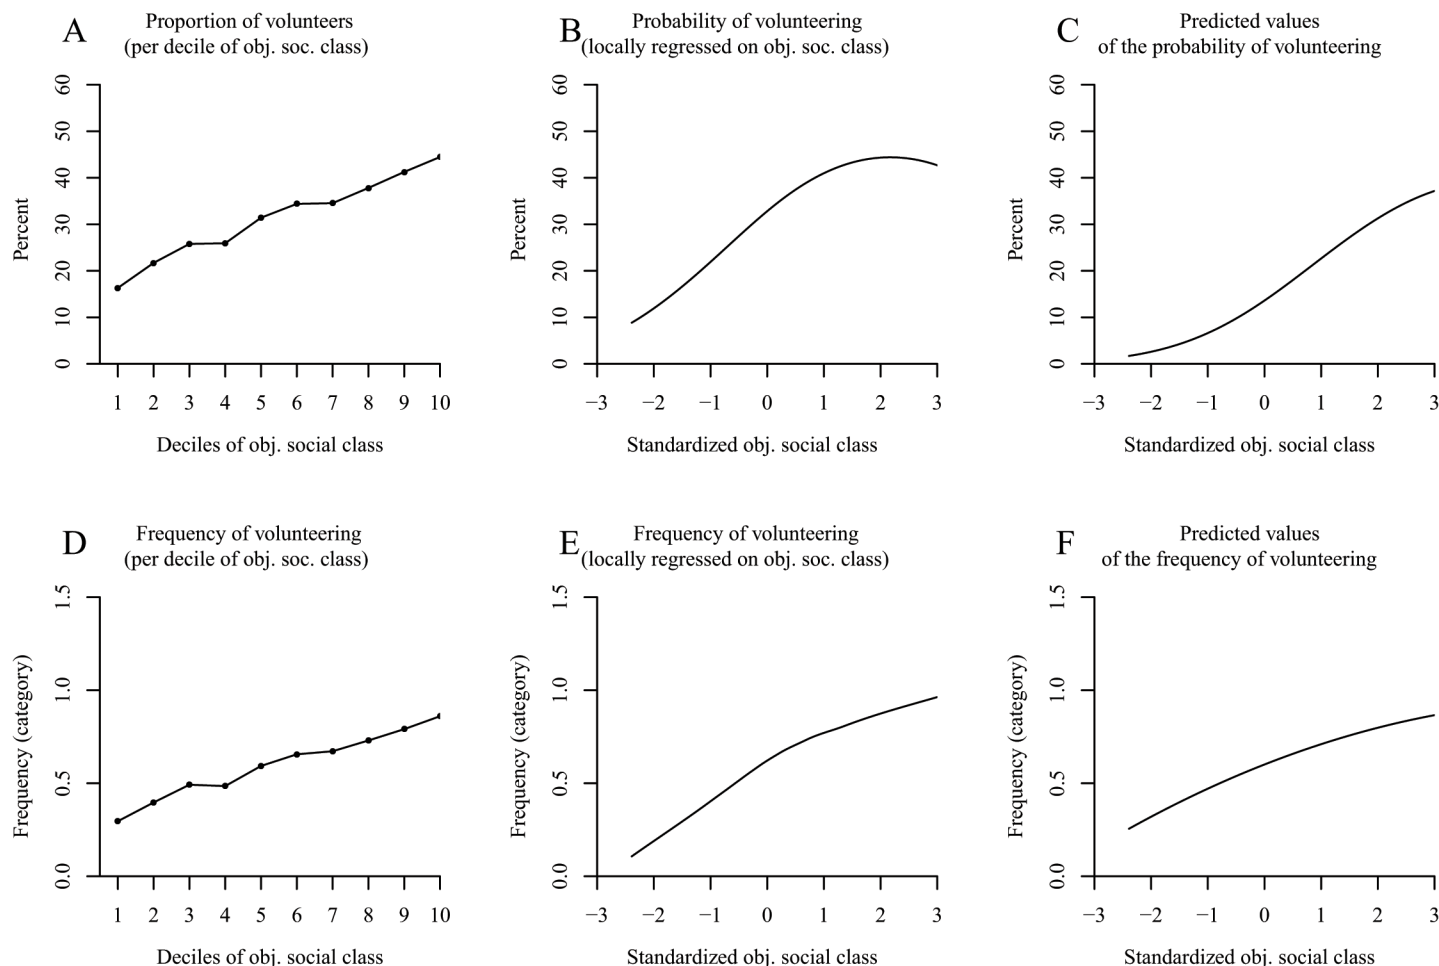 A
Proportion of volunteers
(per decile of obj. soc. class)
Percent
0 10 20 30 40 50 60
1 2 3 4 5 6 7 8 9 10
Deciles of obj. social class
B
Probability of volunteering
(locally regressed on obj. soc. class)
Percent
0 10 20 30 40 50 60
−3 −2 −1 0 1 2 3
Standardized obj. social class
C
Predicted values
of the probability of volunteering
Percent
0 10 20 30 40 50 60
−3 −2 −1 0 1 2 3
Standardized obj. social class
D
Frequency of volunteering
(per decile of obj. soc. class)
Frequency (category)
0.0 0.5 1.0 1.5
1 2 3 4 5 6 7 8 9 10
Deciles of obj. social class
E
Frequency of volunteering
(locally regressed on obj. soc. class)
Frequency (category)
0.0 0.5 1.0 1.5
−3 −2 −1 0 1 2 3
Standardized obj. social class
F
Predicted values
of the frequency of volunteering
Frequency (category)
0.0 0.5 1.0 1.5
−3 −2 −1 0 1 2 3
Standardized obj. social class